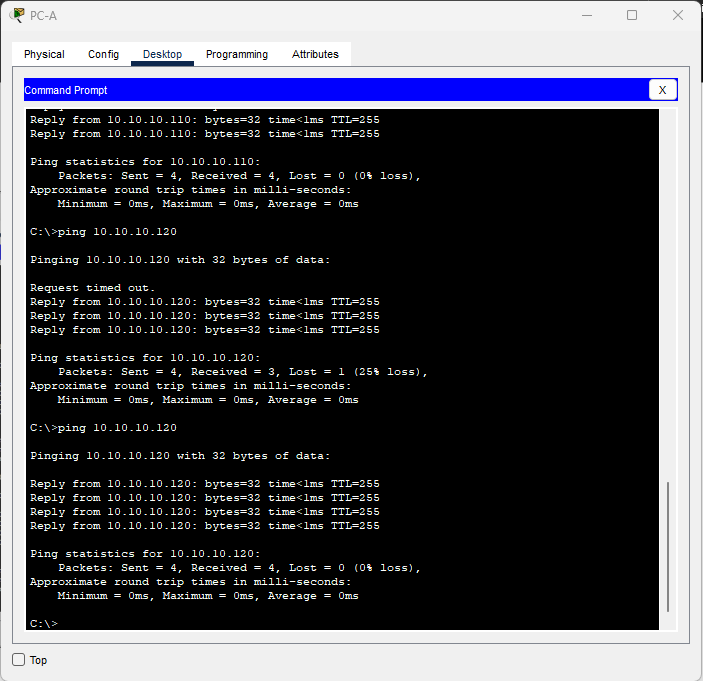 PC-A
Physical Config Desktop Programming Attributes
Command Prompt X
Reply from 10.10.10.110: bytes=32 time<1ms TTL=255
Reply from 10.10.10.110: bytes=32 time<1ms TTL=255
Ping statistics for 10.10.10.110:
Packets: Sent = 4, Received = 4, Lost = 0 (0% loss),
Approximate round trip times in milli-seconds:
Minimum = 0ms, Maximum = 0ms, Average = 0ms
C:\>ping 10.10.10.120
Pinging 10.10.10.120 with 32 bytes of data:
Request timed out.
Reply from 10.10.10.120: bytes=32 time<1ms TTL=255
Reply from 10.10.10.120: bytes=32 time<1ms TTL=255
Reply from 10.10.10.120: bytes=32 time<1ms TTL=255
Ping statistics for 10.10.10.120:
Packets: Sent = 4, Received = 3, Lost = 1 (25% loss),
Approximate round trip times in milli-seconds:
Minimum = 0ms, Maximum = 0ms, Average = 0ms
C:\>ping 10.10.10.120
Pinging 10.10.10.120 with 32 bytes of data:
Reply from 10.10.10.120: bytes=32 time<1ms TTL=255
Reply from 10.10.10.120: bytes=32 time<1ms TTL=255
Reply from 10.10.10.120: bytes=32 time<1ms TTL=255
Reply from 10.10.10.120: bytes=32 time<1ms TTL=255
Ping statistics for 10.10.10.120:
Packets: Sent = 4, Received = 4, Lost = 0 (0% loss),
Approximate round trip times in milli-seconds:
Minimum = 0ms, Maximum = 0ms, Average = 0ms
C:\>
Top